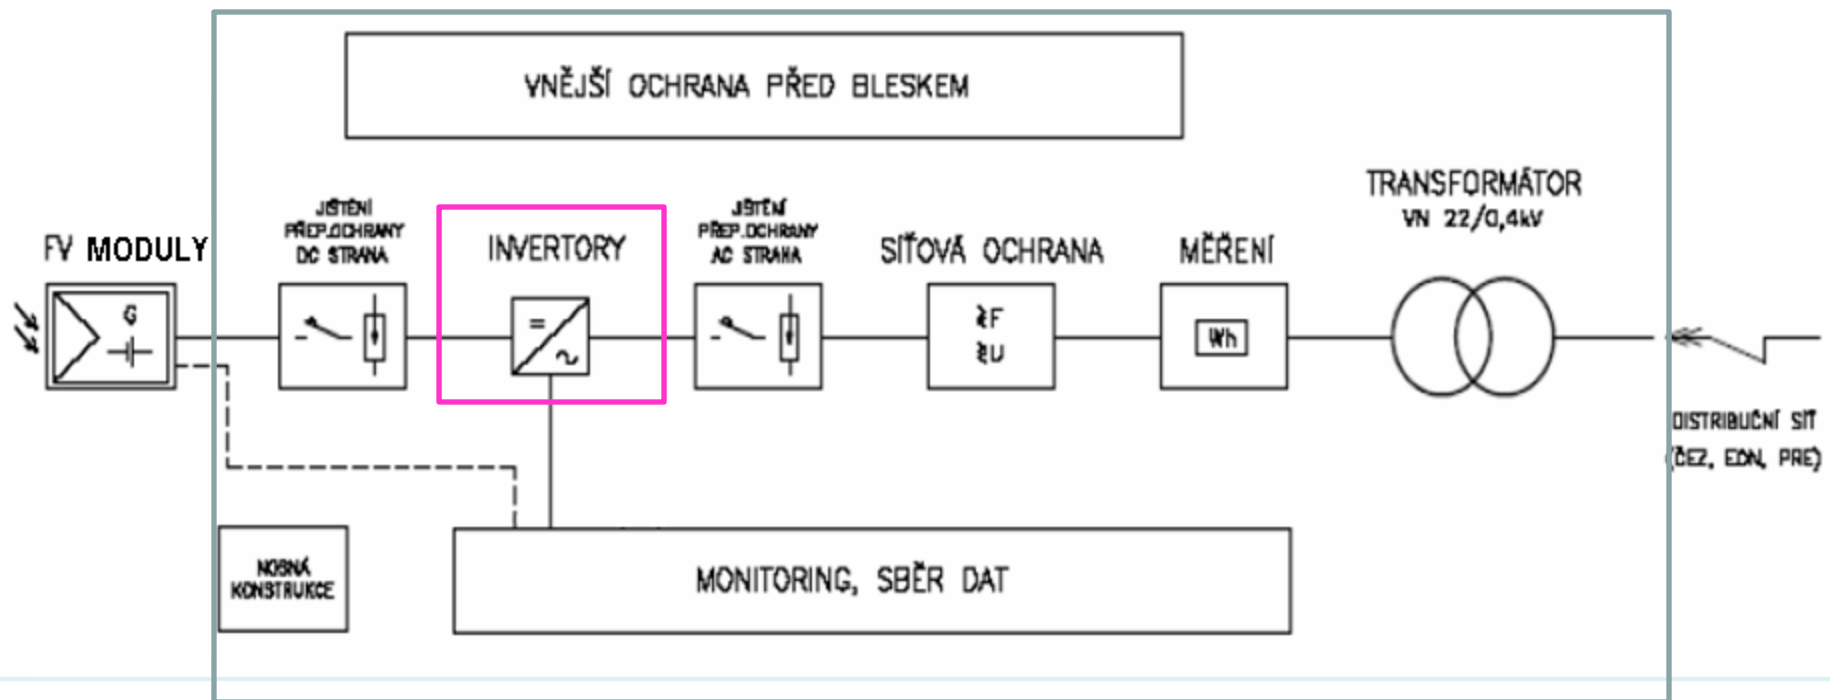 VNĚJŠÍ OCHRANA PŘED BLESKEM
TRANSFORMÁTOR
VN 22/0,4kV
JIŠTĚNÍ
PŘEP.OCHRANY
DC STRANA
JIŠTĚNÍ
PŘEP.OCHRANY
AC STRANA
FV MODULY
INVERTORY
SÍŤOVÁ OCHRANA
MĚŘENÍ
G
=
~
F
U
Wh
DISTRIBUČNÍ SÍŤ
(ČEZ, EON, PRE)
NOSNÁ
KONSTRUKCE
MONITORING, SBĚR DAT